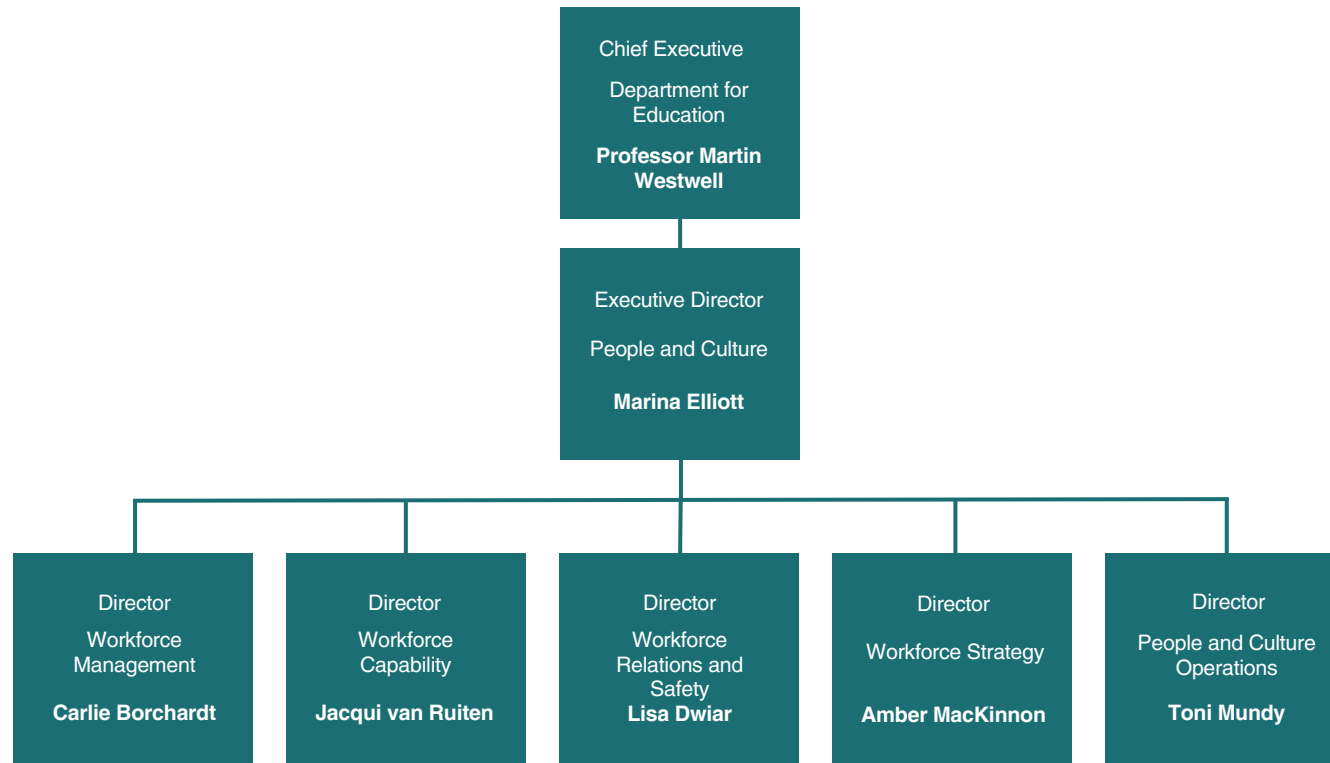 Chief Executive
Department for
Education
Professor Martin
Westwell
Executive Director
People and Culture
Marina Elliott
Director
Workforce
Management
Carlie Borchardt
Director
Workforce
Capability
Jacqui van Ruiten
Director
Workforce
Relations and
Safety
Lisa Dwiar
Director
Workforce Strategy
Amber MacKinnon
Director
People and Culture
Operations
Toni Mundy